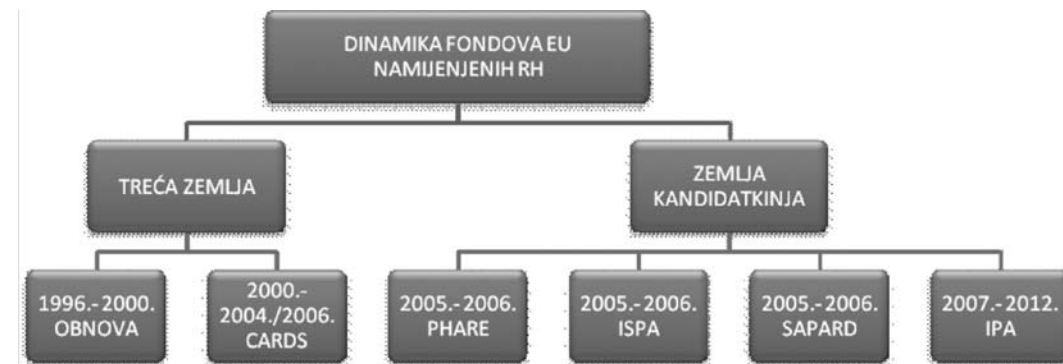 DINAMIKA FONDOVA EU
NAMIJENJENIH RH
TREĆA ZEMLJA
ZEMLJA
KANDIDATKINJA
1996.-2000.
OBNOVA
2000.-
2004./2006.
CARDS
2005.-2006.
PHARE
2005.-2006.
ISPA
2005.-2006.
SAPARD
2007.-2012.
IPA